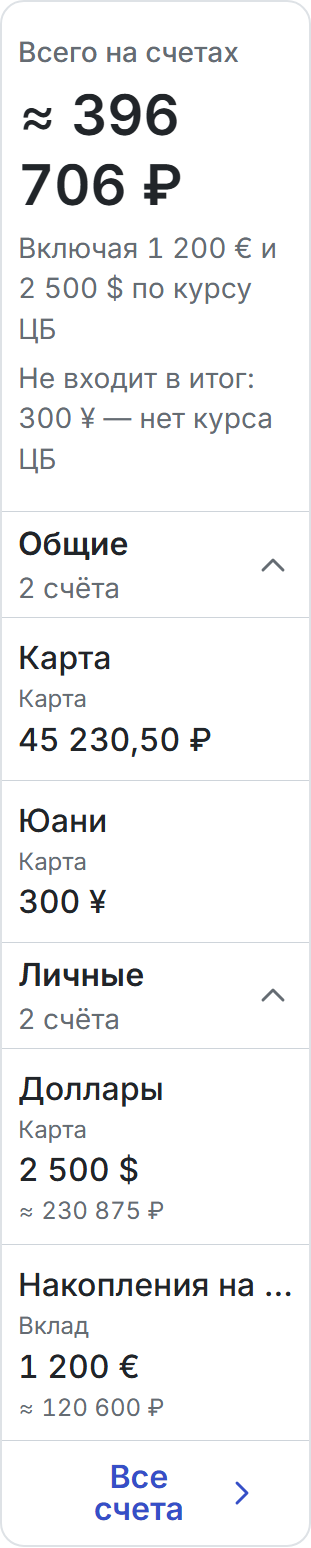 Всего на счетах
≈ 396
706 ₽
Включая 1 200 € и
2 500 $ по курсу
ЦБ
Не входит в итог:
300 ¥ — нет курса
ЦБ
Общие
2 счёта
Карта
Карта
45 230,50 ₽
Юани
Карта
300 ¥
Личные
2 счёта
Доллары
Карта
2 500 $
≈ 230 875 ₽
Накопления на ...
Вклад
1 200 €
≈ 120 600 ₽
Все
счета